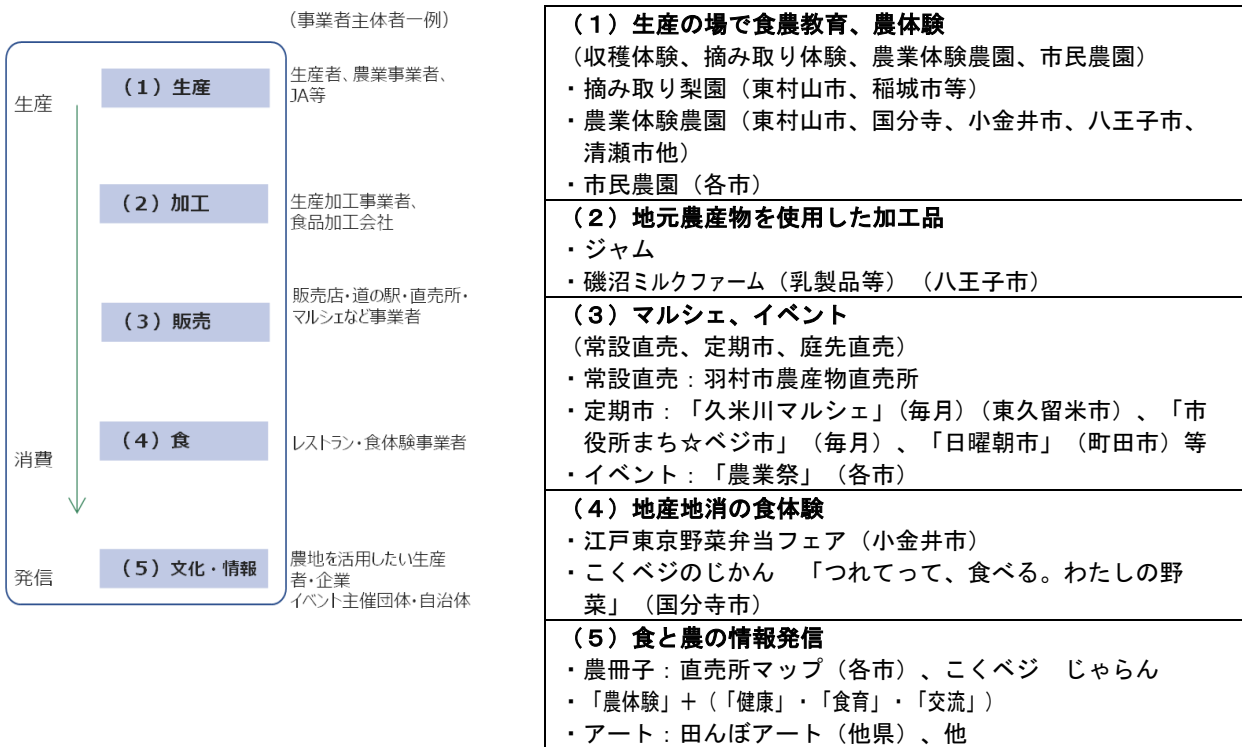 （事業者主体者一例）
生産
（１）生産
生産者、農業事業者、
JA等
（２）加工
生産加工事業者、
食品加工会社
（３）販売
販売店・道の駅・直売所・
マルシェなど事業者
消費
（４）食
レストラン・食体験事業者
発信
（５）文化・情報
農地を活用したい生産
者・企業
イベント主催団体・自治体
（１）生産の場で食農教育、農体験
（収穫体験、摘み取り体験、農業体験農園、市民農園）
・摘み取り梨園（東村山市、稲城市等）
・農業体験農園（東村山市、国分寺、小金井市、八王子市、
清瀬市他）
・市民農園（各市）
（２）地元農産物を使用した加工品
・ジャム
・磯沼ミルクファーム（乳製品等）（八王子市）
（３）マルシェ、イベント
（常設直売、定期市、庭先直売）
・常設直売：羽村市農産物直売所
・定期市：「久米川マルシェ」（毎月）（東久留米市）、「市
役所まち☆ベジ市」（毎月）、「日曜朝市」（町田市）等
・イベント：「農業祭」（各市）
（４）地産地消の食体験
・江戸東京野菜弁当フェア（小金井市）
・こくベジのじかん　「つれてって、食べる。わたしの野
菜」（国分寺市）
（５）食と農の情報発信
・農冊子：直売所マップ（各市）、こくベジ　じゃらん
・「農体験」＋（「健康」・「食育」・「交流」）
・アート：田んぼアート（他県）、他